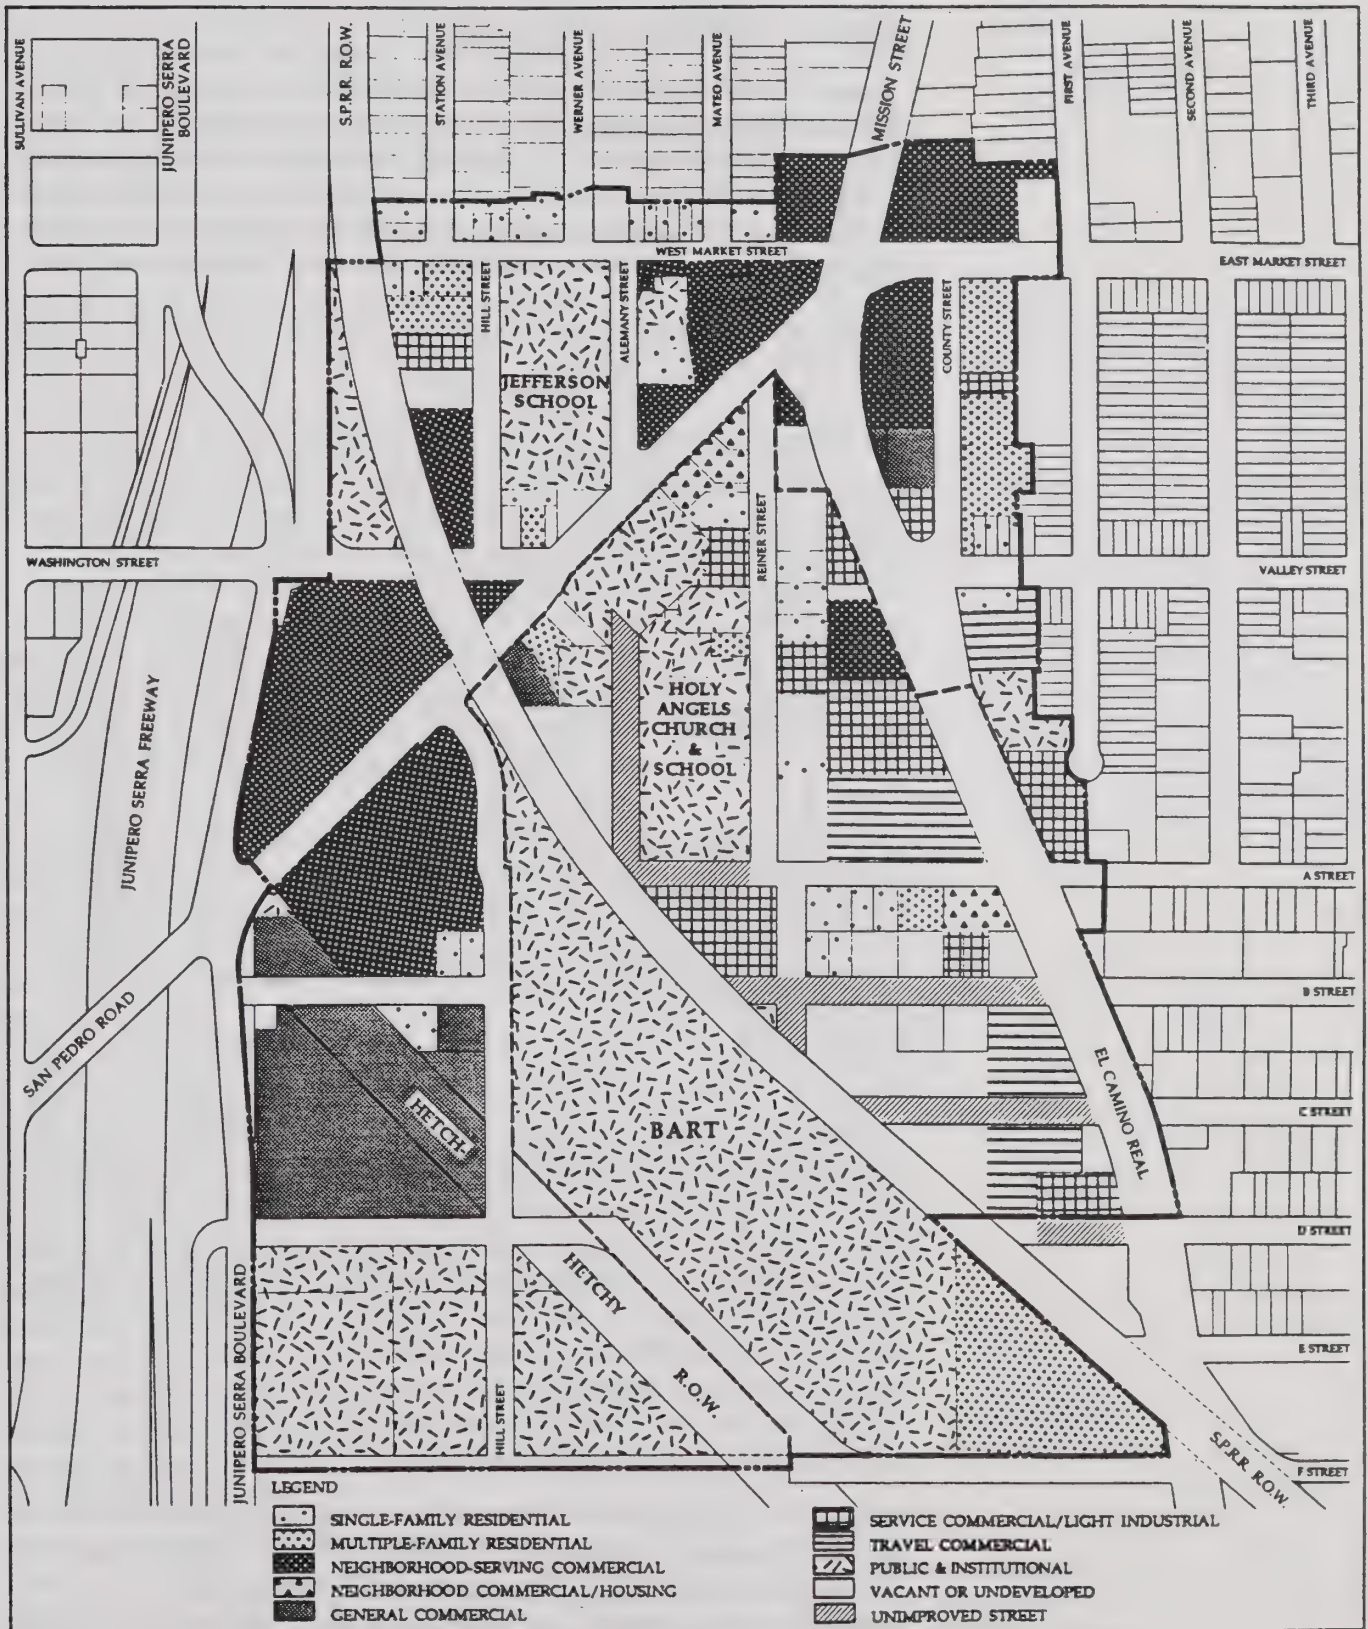 SULLIVAN AVENUE
JUNIPERO SERRA
BOULEVARD
S.P.R.R. R.O.W.
STATION AVENUE
WERNER AVENUE
MATEO AVENUE
MISSION STREET
FIRST AVENUE
SECOND AVENUE
THIRD AVENUE
WEST MARKET STREET
EAST MARKET STREET
HILL STREET
ALEMANY STREET
COUNTY STREET
JEFFERSON
SCHOOL
REINER STREET
WASHINGTON STREET
VALLEY STREET
JUNIPERO SERRA FREEWAY
HOLY
ANGELS
CHURCH
&
SCHOOL
A STREET
SAN PEDRO ROAD
B STREET
EL CAMINO REAL
HETCH-
BART
C STREET
D STREET
JUNIPERO SERRA BOULEVARD
HETCHY
R.O.W.
E STREET
HILL STREET
S.P.R.R. R.O.W.
F STREET
LEGEND
SINGLE-FAMILY RESIDENTIAL
MULTIPLE-FAMILY RESIDENTIAL
NEIGHBORHOOD-SERVING COMMERCIAL
NEIGHBORHOOD COMMERCIAL/HOUSING
GENERAL COMMERCIAL
SERVICE COMMERCIAL/LIGHT INDUSTRIAL
TRAVEL COMMERCIAL
PUBLIC & INSTITUTIONAL
VACANT OR UNDEVELOPED
UNIMPROVED STREET